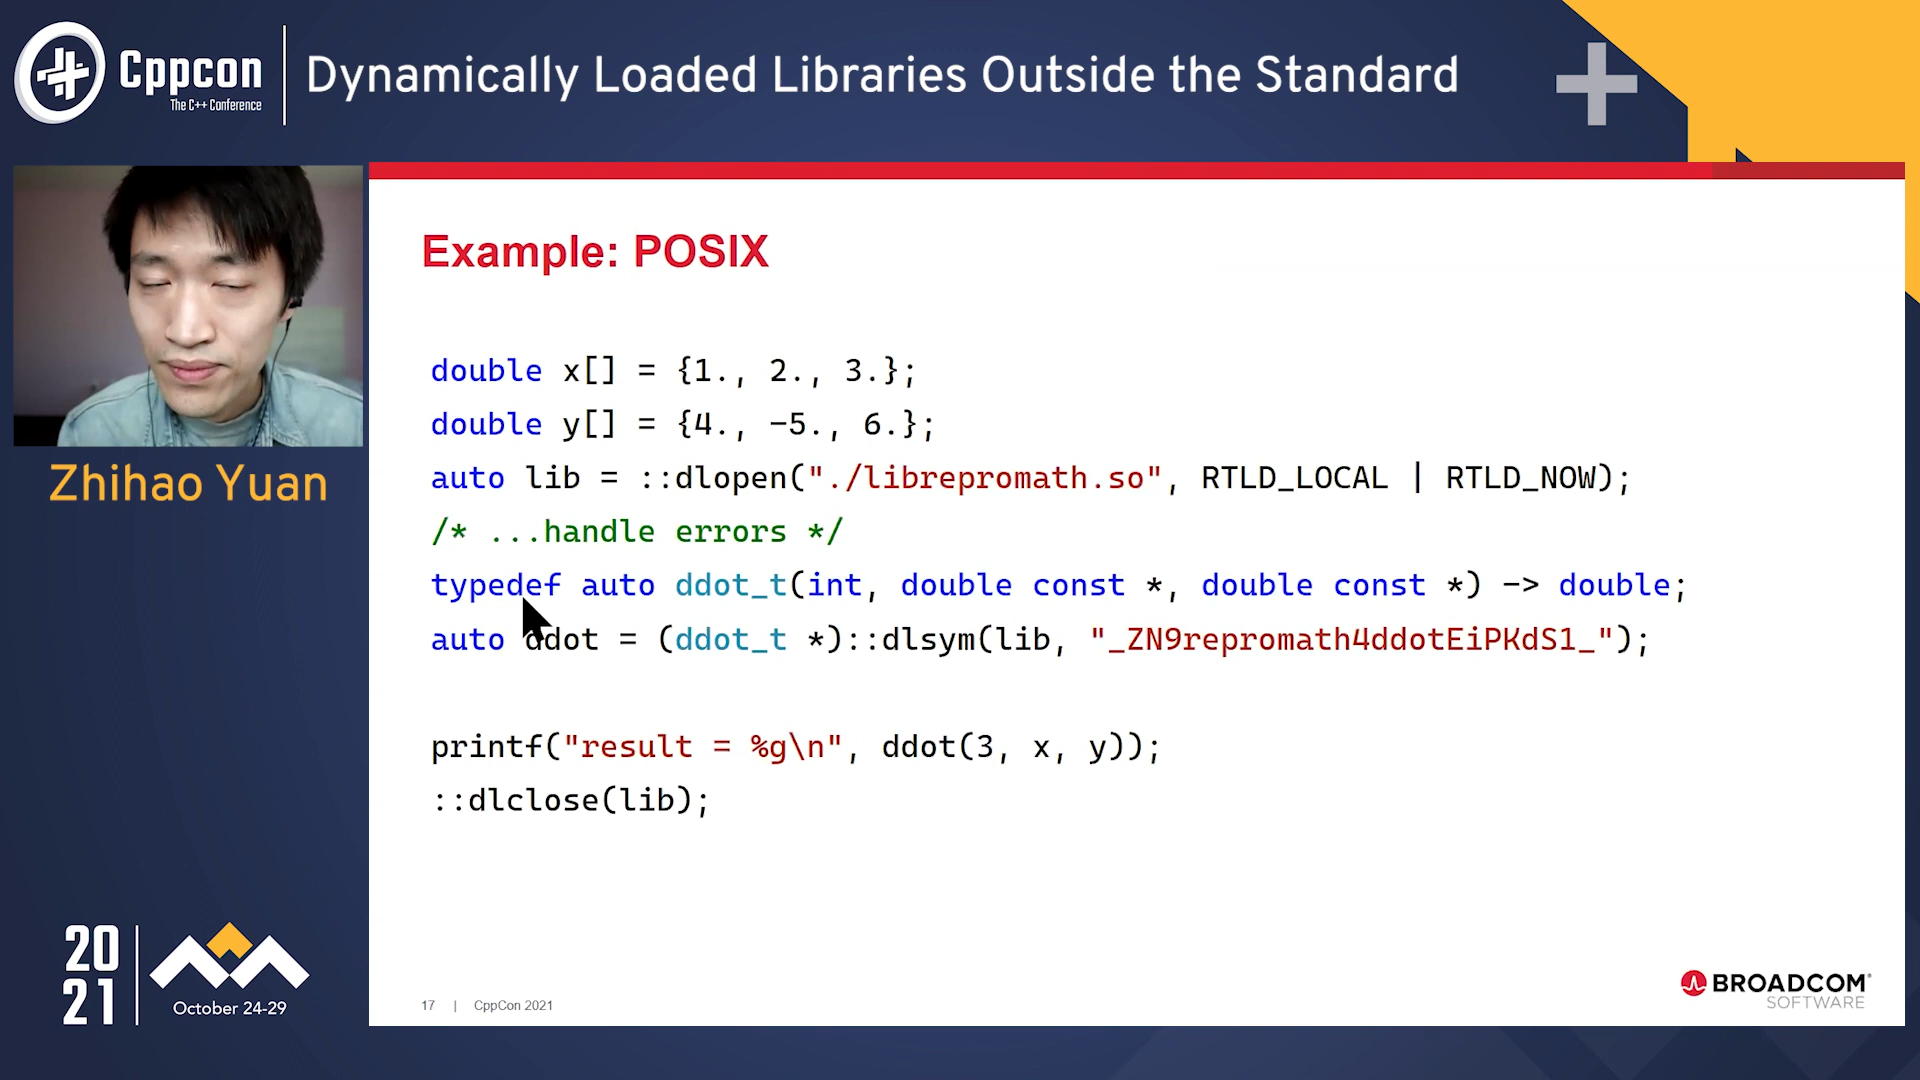 Cppcon
The C++ Conference
Dynamically Loaded Libraries Outside the Standard
Zhihao Yuan
Example: POSIX
double x[] = {1., 2., 3.};
double y[] = {4., −5., 6.};
auto lib = ::dlopen("./librepromath.so", RTLD_LOCAL | RTLD_NOW);
/* ...handle errors */
typedef auto ddot_t(int, double const *, double const *) -> double;
auto ddot = (ddot_t *)::dlsym(lib, "_ZN9repromath4ddotEiPKdS1_");
printf("result = %g\n", ddot(3, x, y));
::dlclose(lib);
20
21
October 24-29
17 | CppCon 2021
BROADCOM
SOFTWARE